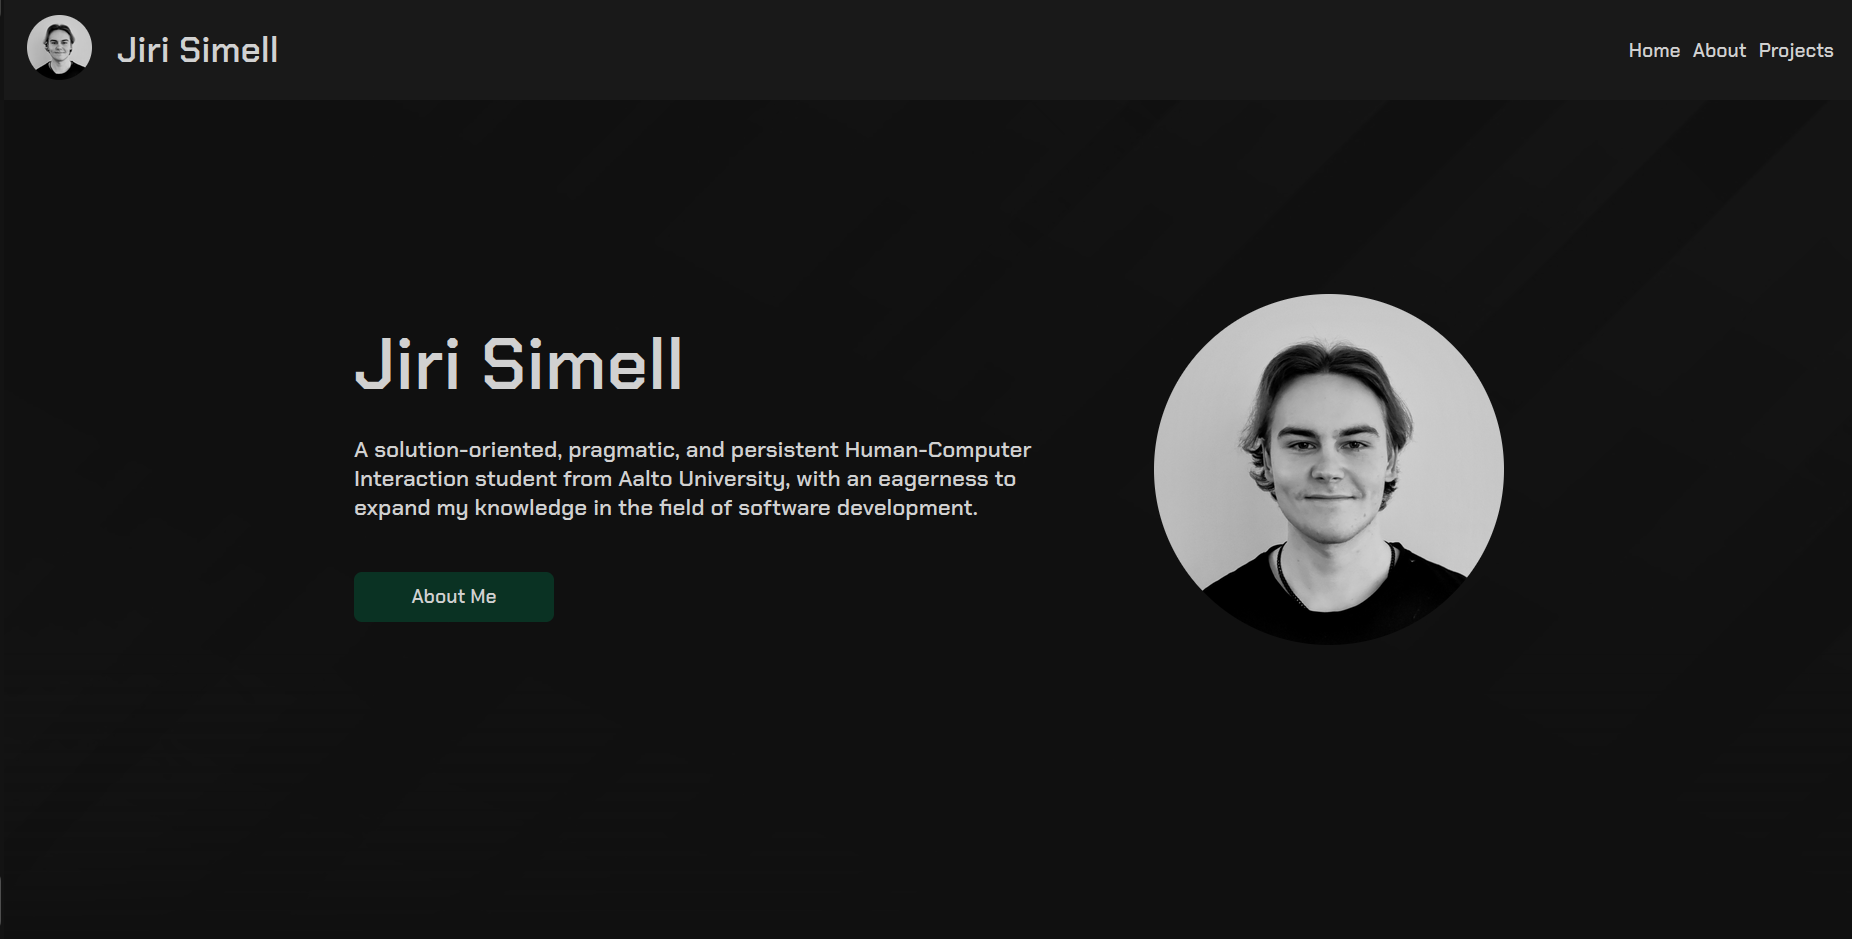 Jiri Simell
Home About Projects
Jiri Simell
A solution-oriented, pragmatic, and persistent Human-Computer
Interaction student from Aalto University, with an eagerness to
expand my knowledge in the field of software development.
About Me